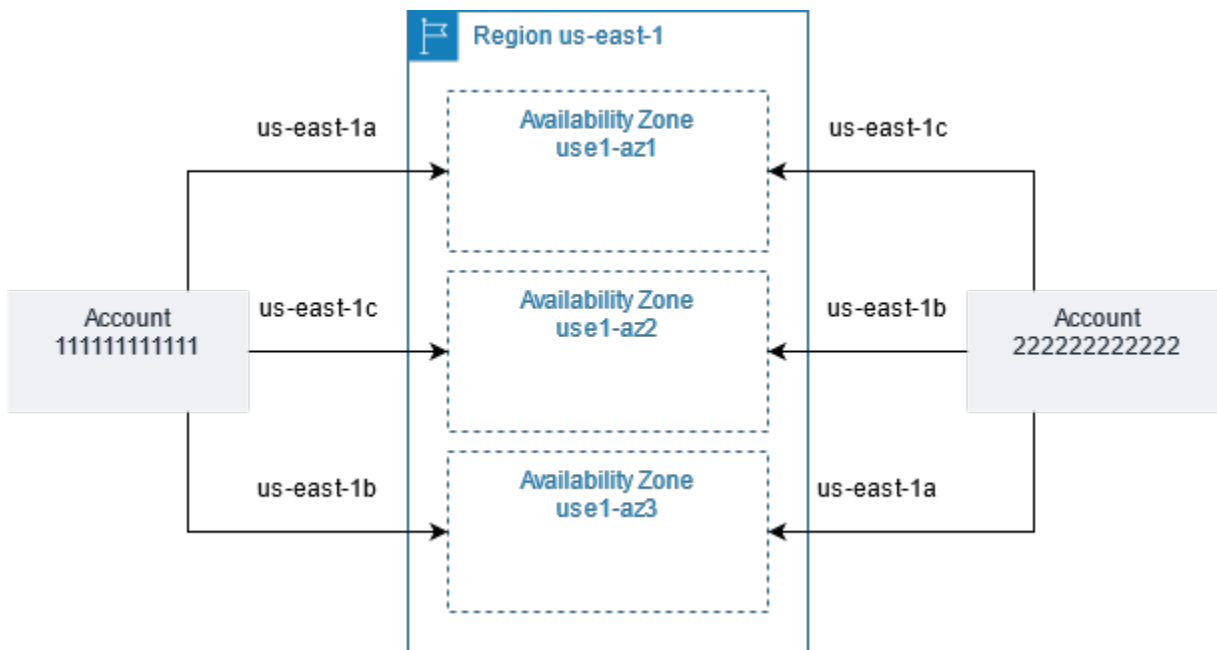 Region us-east-1
us-east-1a
Availability Zone
use1-az1
us-east-1c
Account
111111111111
us-east-1c
Availability Zone
use1-az2
us-east-1b
Account
222222222222
us-east-1b
Availability Zone
use1-az3
us-east-1a